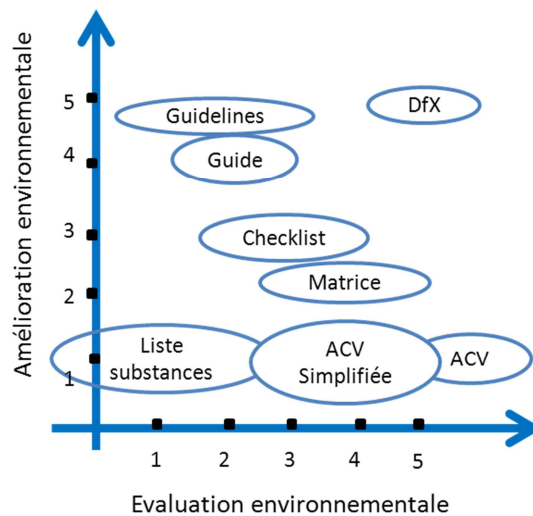 Amélioration environnementale
5
4
3
2
1
Guidelines
DfX
Guide
Checklist
Matrice
Liste
substances
ACV
Simplifiée
ACV
1 2 3 4 5
Evaluation environnementale